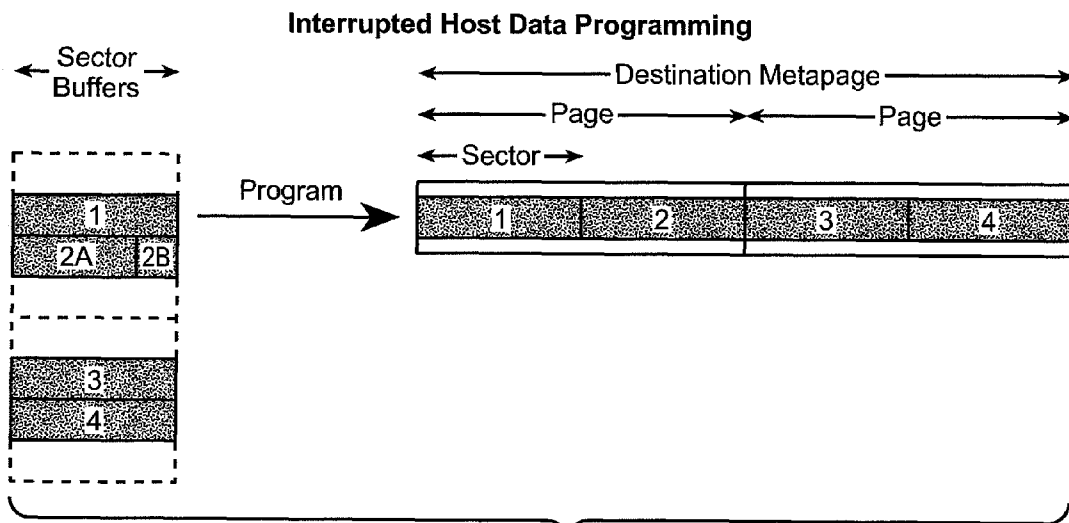 Interrupted Host Data Programming
Sector
Buffers
Destination Metapage
Page Page
Sector
Program
1
2A 2B
3
4
1 2 3 4